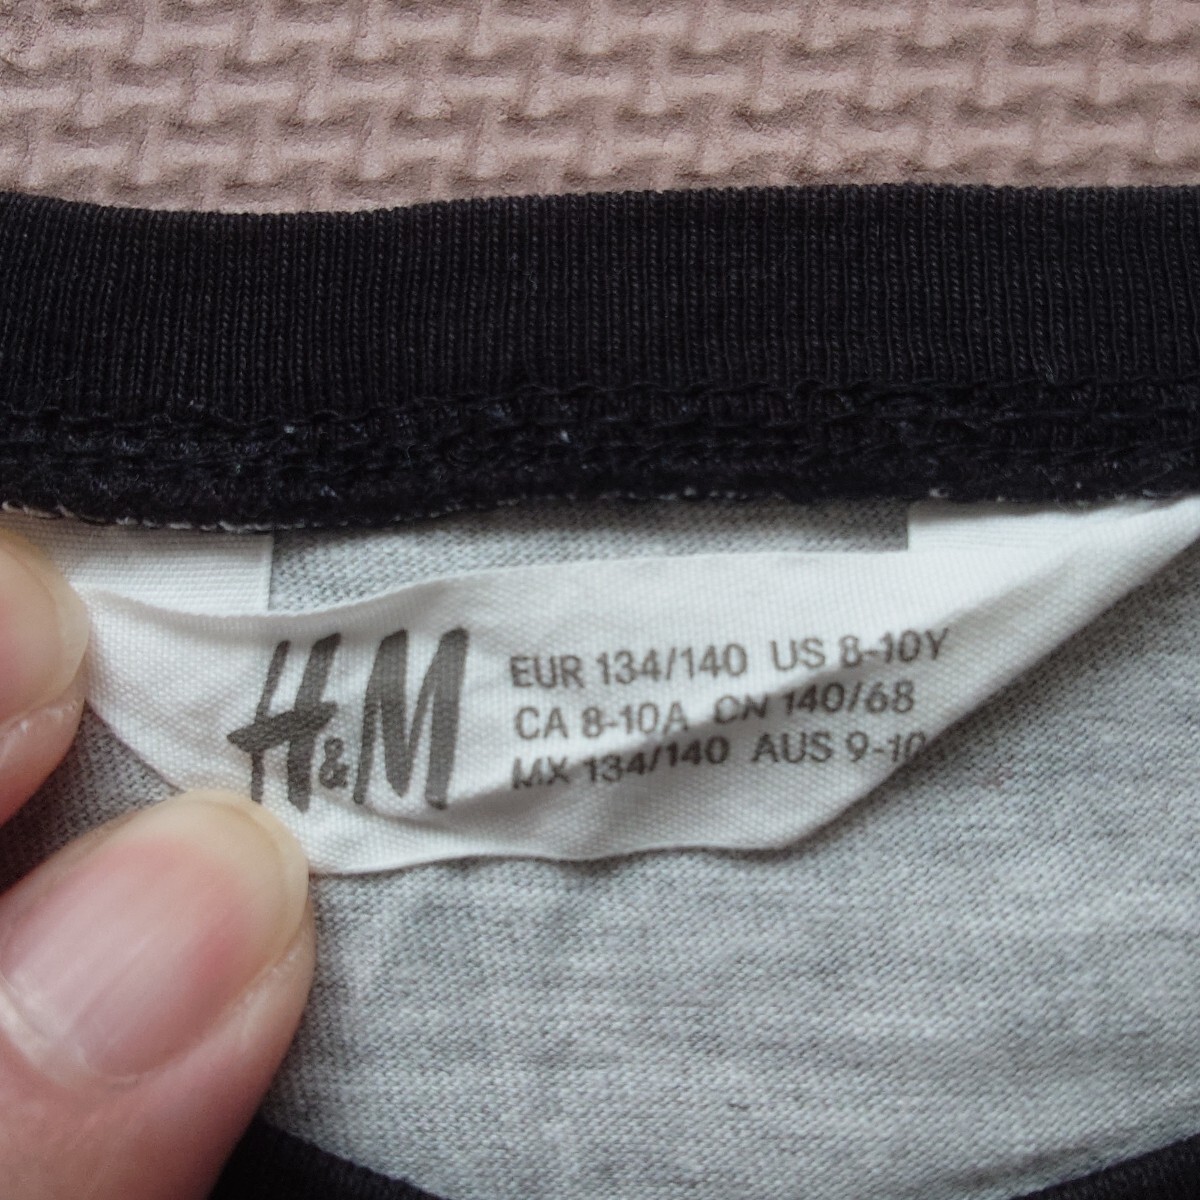 H&M
EUR 134/140 US 8-10Y
CA 8-10A CN 140/68
MX 134/140 AUS 9-10